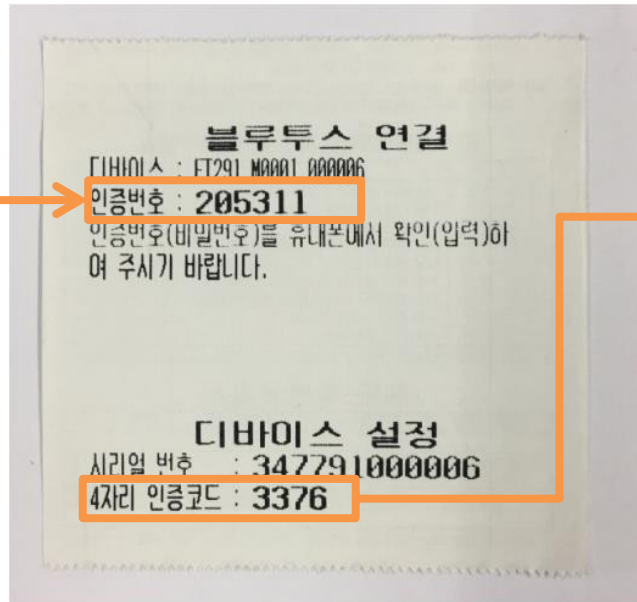 블루투스 연결
디바이스 : FT291 M0001 000006
인증번호 : 205311
인증번호(비밀번호)를 휴대폰에서 확인(입력)하
여 주시기 바랍니다.
디바이스 설정
시리얼 번호 : 347791000006
4자리 인증코드 : 3376